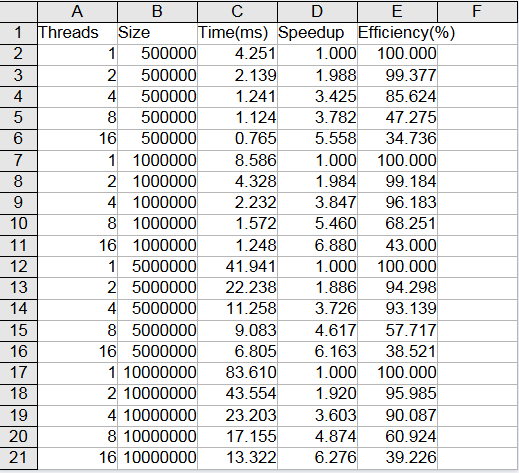 A B C D E F
1 Threads Size Time(ms) Speedup Efficiency(%)
2 1 500000 4.251 1.000 100.000
3 2 500000 2.139 1.988 99.377
4 4 500000 1.241 3.425 85.624
5 8 500000 1.124 3.782 47.275
6 16 500000 0.765 5.558 34.736
7 1 1000000 8.586 1.000 100.000
8 2 1000000 4.328 1.984 99.184
9 4 1000000 2.232 3.847 96.183
10 8 1000000 1.572 5.460 68.251
11 16 1000000 1.248 6.880 43.000
12 1 5000000 41.941 1.000 100.000
13 2 5000000 22.238 1.886 94.298
14 4 5000000 11.258 3.726 93.139
15 8 5000000 9.083 4.617 57.717
16 16 5000000 6.805 6.163 38.521
17 1 10000000 83.610 1.000 100.000
18 2 10000000 43.554 1.920 95.985
19 4 10000000 23.203 3.603 90.087
20 8 10000000 17.155 4.874 60.924
21 16 10000000 13.322 6.276 39.226